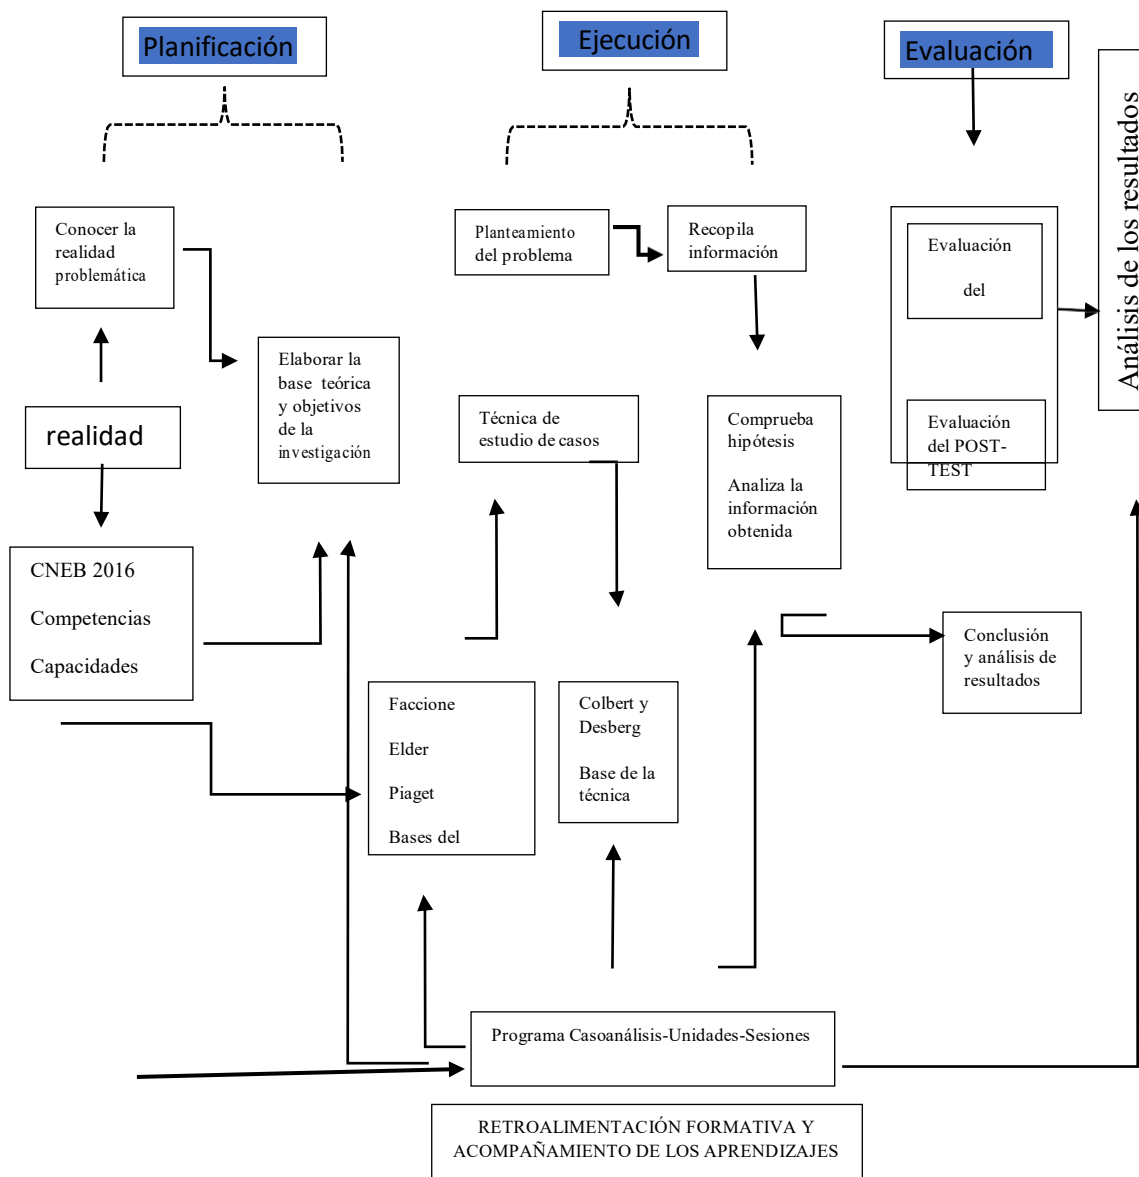 Planificación
Ejecución
Evaluación
Análisis de los resultados
Conocer la
realidad
problemática
Planteamiento
del problema
Recopila
información
Evaluación
del
Elaborar la
base teórica
y objetivos
de la
investigación
realidad
Técnica de
estudio de casos
Comprueba
hipótesis
Analiza la
información
obtenida
Evaluación
del POST-
TEST
CNEB 2016
Competencias
Capacidades
Conclusión
y análisis de
resultados
Faccione
Elder
Piaget
Bases del
Colbert y
Desberg
Base de la
técnica
Programa Casoanálisis-Unidades-Sesiones
RETROALIMENTACIÓN FORMATIVA Y
ACOMPAÑAMIENTO DE LOS APRENDIZAJES